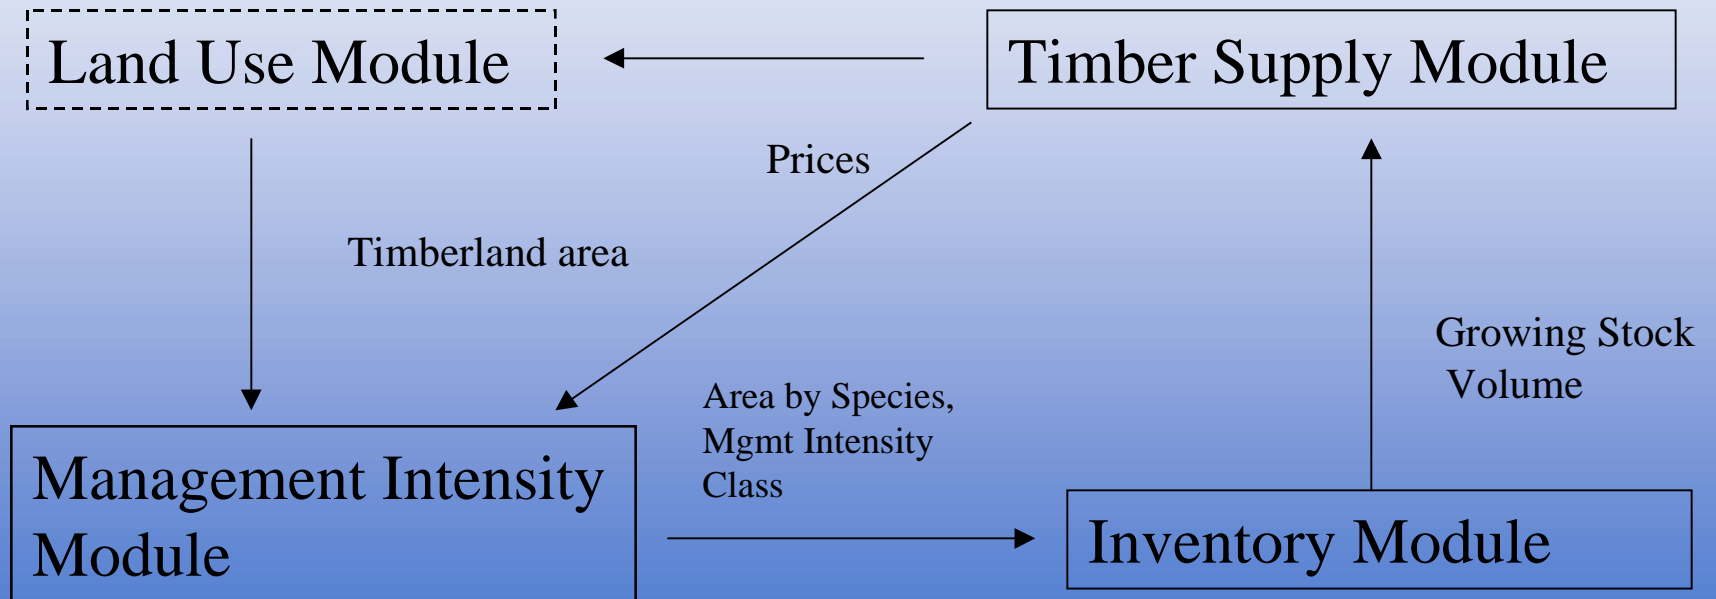 Land Use Module
Timber Supply Module
Prices
Timberland area
Growing Stock
Volume
Area by Species,
Mgmt Intensity
Class
Management Intensity
Module
Inventory Module